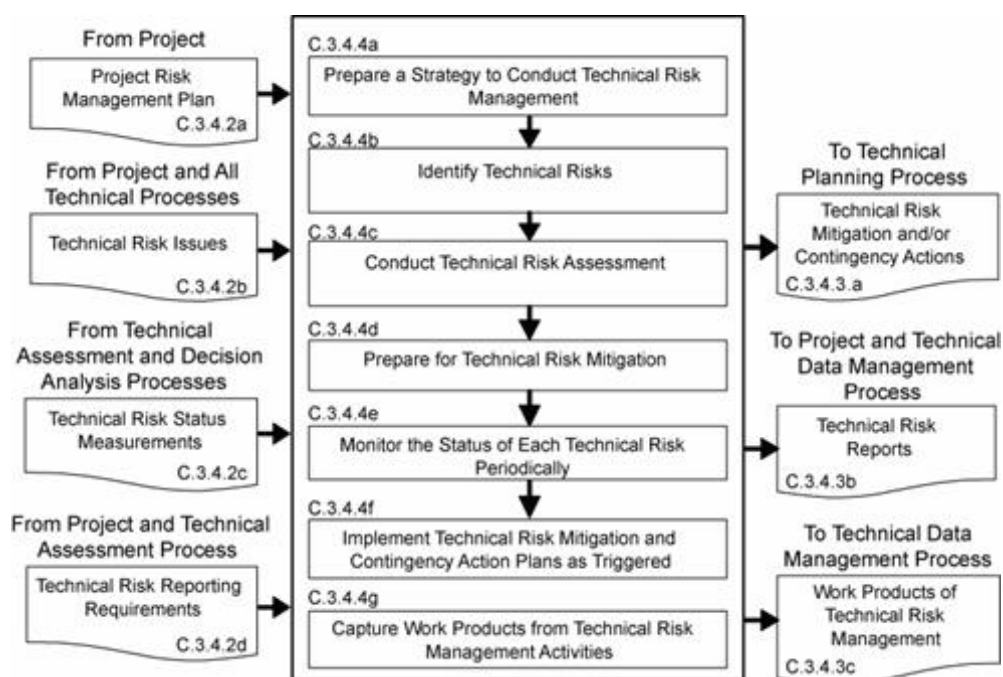 From Project
Project Risk
Management Plan
C.3.4.2a
From Project and All
Technical Processes
Technical Risk Issues
C.3.4.2b
From Technical
Assessment and Decision
Analysis Processes
Technical Risk Status
Measurements
C.3.4.2c
From Project and Technical
Assessment Process
Technical Risk Reporting
Requirements
C.3.4.2d
C.3.4.4a
Prepare a Strategy to Conduct Technical Risk
Management
C.3.4.4b
Identify Technical Risks
C.3.4.4c
Conduct Technical Risk Assessment
C.3.4.4d
Prepare for Technical Risk Mitigation
C.3.4.4e
Monitor the Status of Each Technical Risk
Periodically
C.3.4.4f
Implement Technical Risk Mitigation and
Contingency Action Plans as Triggered
C.3.4.4g
Capture Work Products from Technical Risk
Management Activities
To Technical
Planning Process
Technical Risk
Mitigation and/or
Contingency Actions
C.3.4.3.a
To Project and Technical
Data Management
Process
Technical Risk
Reports
C.3.4.3b
To Technical Data
Management Process
Work Products of
Technical Risk
Management
C.3.4.3c